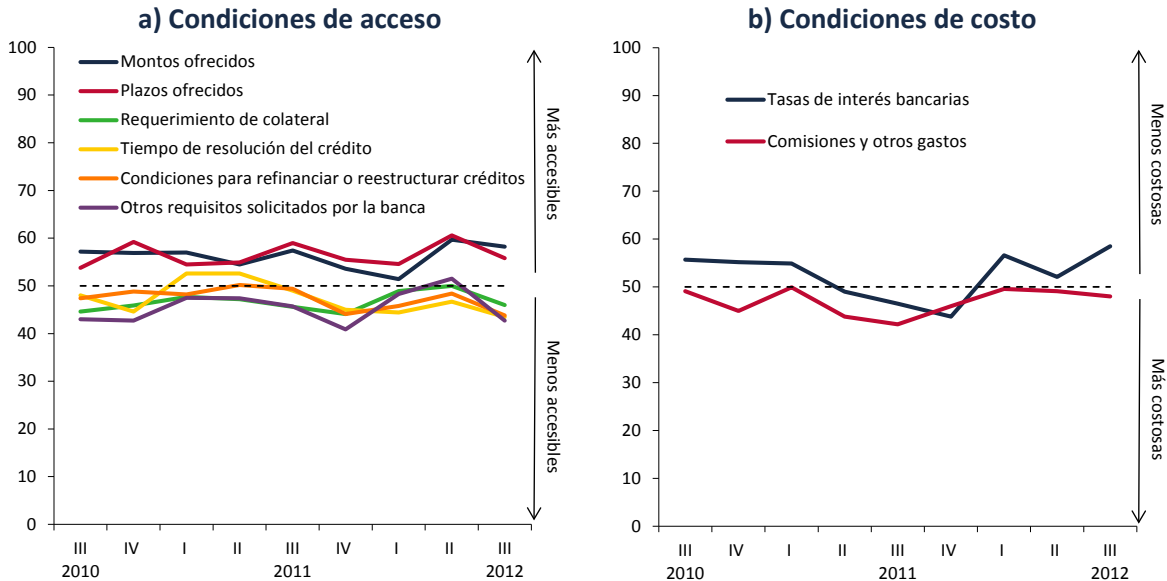 a) Condiciones de acceso
100
90
80
70
60
50
40
30
20
10
0
Montos ofrecidos
Plazos ofrecidos
Requerimiento de colateral
Tiempo de resolución del crédito
Condiciones para refinanciar o reestructurar créditos
Otros requisitos solicitados por la banca
Más accesibles
Menos accesibles
III IV I II III IV I II III
2010 2011 2012
b) Condiciones de costo
100
90
80
70
60
50
40
30
20
10
0
Tasas de interés bancarias
Comisiones y otros gastos
Menos costosas
Más costosas
III IV I II III IV I II III
2010 2011 2012